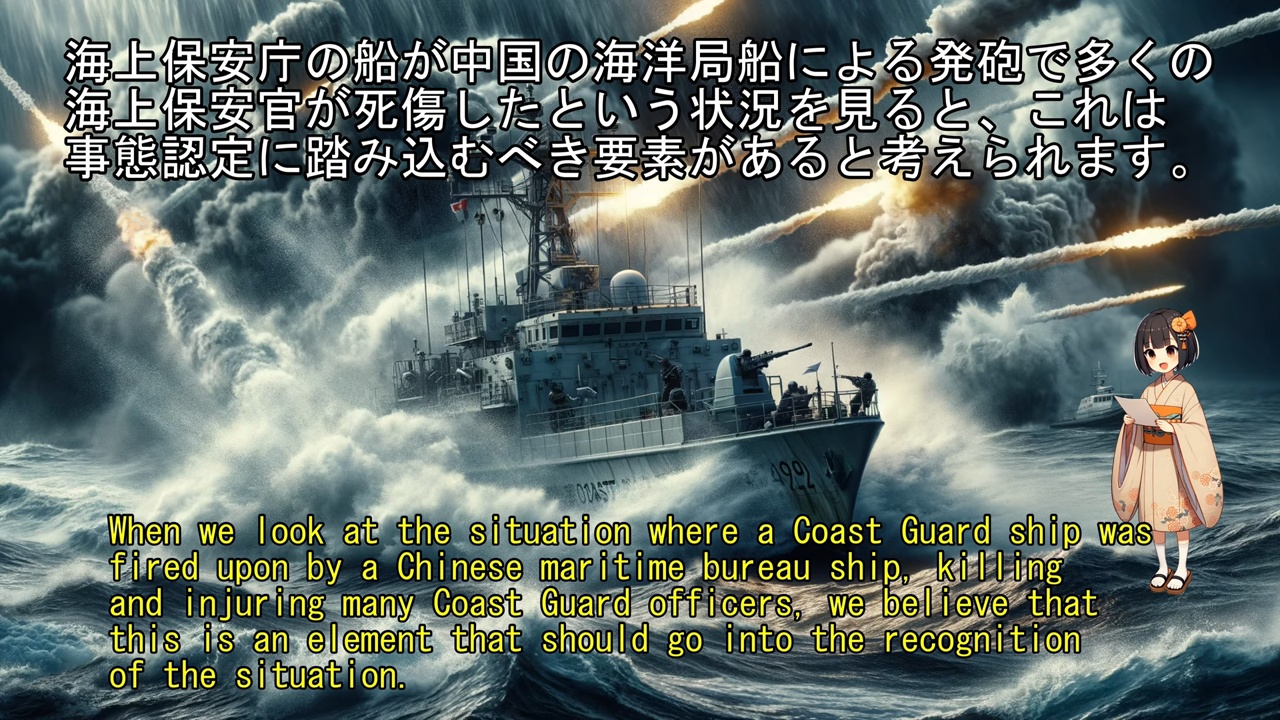 海上保安庁の船が中国の海洋局船による発砲で多くの
海上保安官が死傷したという状況を見ると、これは
事態認定に踏み込むべき要素があると考えられます。
When we look at the situation where a Coast Guard ship was
fired upon by a Chinese maritime bureau ship, killing
and injuring many Coast Guard officers, we believe that
this is an element that should go into the recognition
of the situation.